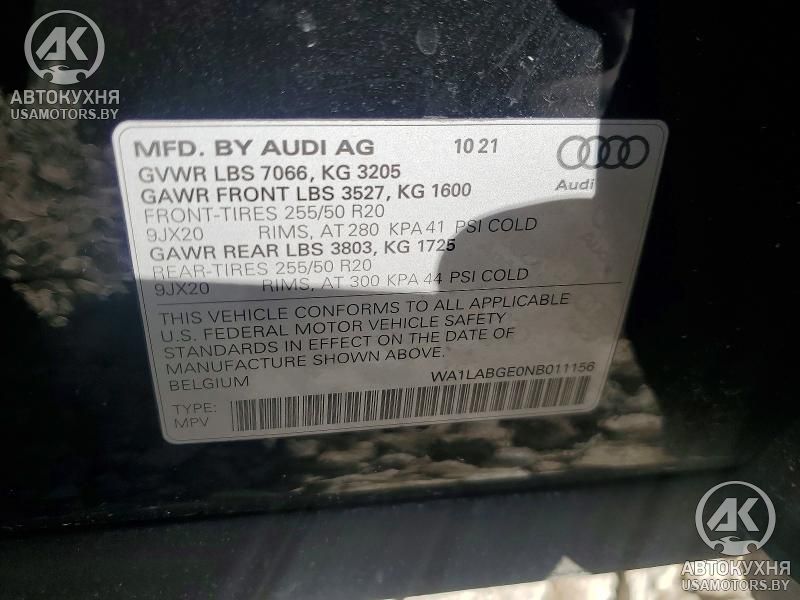 AK
АВТОКУХНЯ
USAMOTORS.BY
MFD. BY AUDI AG 10 21
GVWR LBS 7066, KG 3205
Audi
GAWR FRONT LBS 3527, KG 1600
FRONT-TIRES 255/50 R20
9JX20 RIMS, AT 280 KPA 41 PSI COLD
GAWR REAR LBS 3803, KG 1725
REAR-TIRES 255/50 R20
9JX20 RIMS, AT 300 KPA 44 PSI COLD
THIS VEHICLE CONFORMS TO ALL APPLICABLE
U.S. FEDERAL MOTOR VEHICLE SAFETY
STANDARDS IN EFFECT ON THE DATE OF
MANUFACTURE SHOWN ABOVE.
BELGIUM WA1LABGE0NB011156
TYPE:
MPV
AK
АВТОКУХНЯ
USAMOTORS.BY